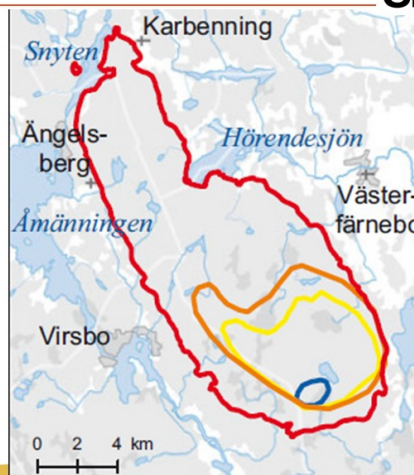 Karbenning
Snyten
Ängels-
berg
Hörendesjön
Väster-
färnebo
Åmänningen
Virsbo
0 2 4 km